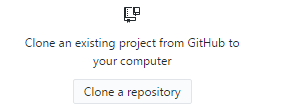 Clone an existing project from GitHub to
your computer
Clone a repository